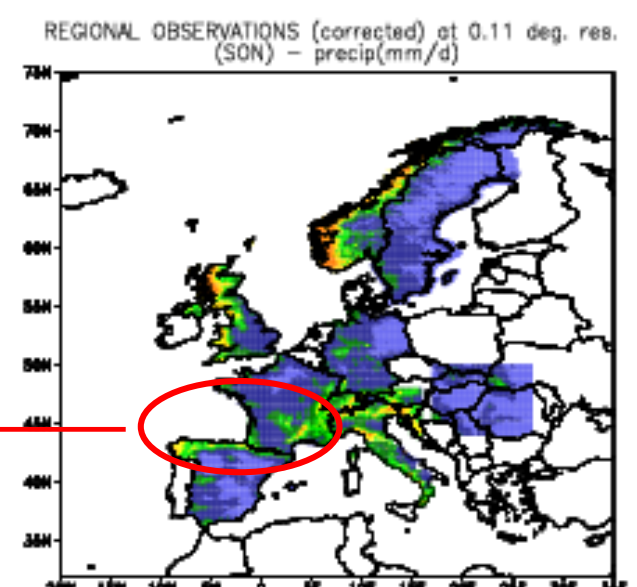 REGIONAL OBSERVATIONS (corrected) at 0.11 deg. res.
(SON) – precip(mm/d)
75N
70N
65N
60N
55N
50N
45N
40N
35N